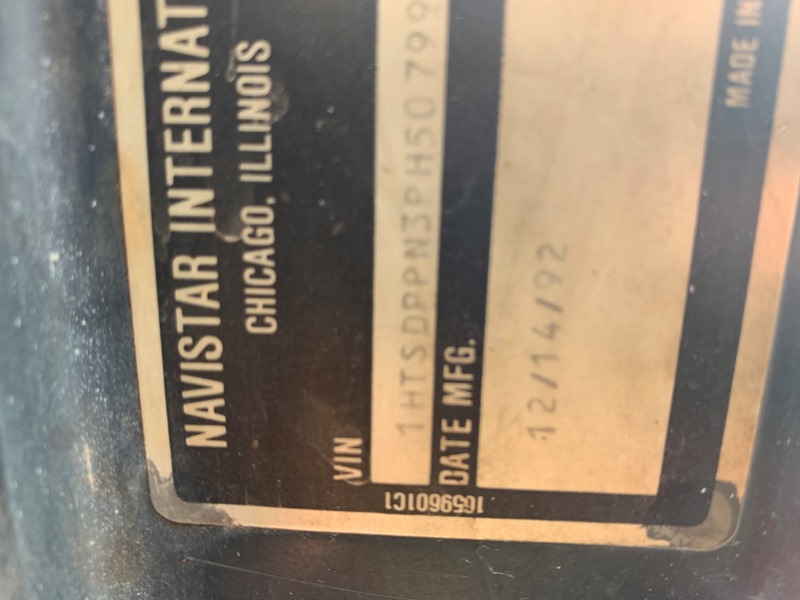 NAVISTAR INTERNAT
CHICAGO, ILLINOIS
VIN 1HTSDPPN3PH50799
DATE MFG. 12/14/92
MADE IN
1659601C1